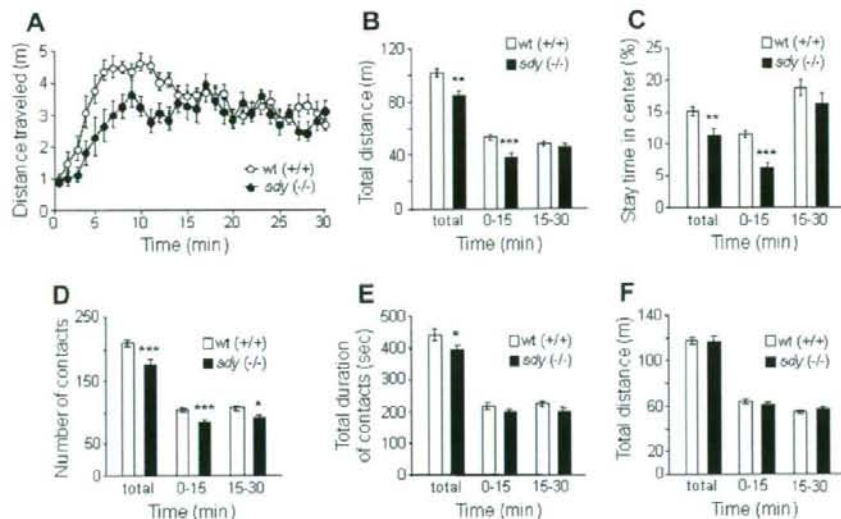 A
Distance traveled (m)
5
4
3
2
1
0
wt (+/+)
sdy (-/-)
5 10 15 20 25 30
Time (min)
B
Total distance (m)
120
80
40
0
wt (+/+)
sdy (-/-)
**
***
total 0-15 15-30
Time (min)
C
Stay time in center (%)
25
20
15
10
5
0
wt (+/+)
sdy (-/-)
**
***
total 0-15 15-30
Time (min)
D
Number of contacts
250
150
50
0
wt (+/+)
sdy (-/-)
***
***
*
total 0-15 15-30
Time (min)
E
Total duration
of contacts (sec)
400
300
200
100
0
wt (+/+)
sdy (-/-)
*
total 0-15 15-30
Time (min)
F
Total distance (m)
140
100
60
20
0
wt (+/+)
sdy (-/-)
total 0-15 15-30
Time (min)